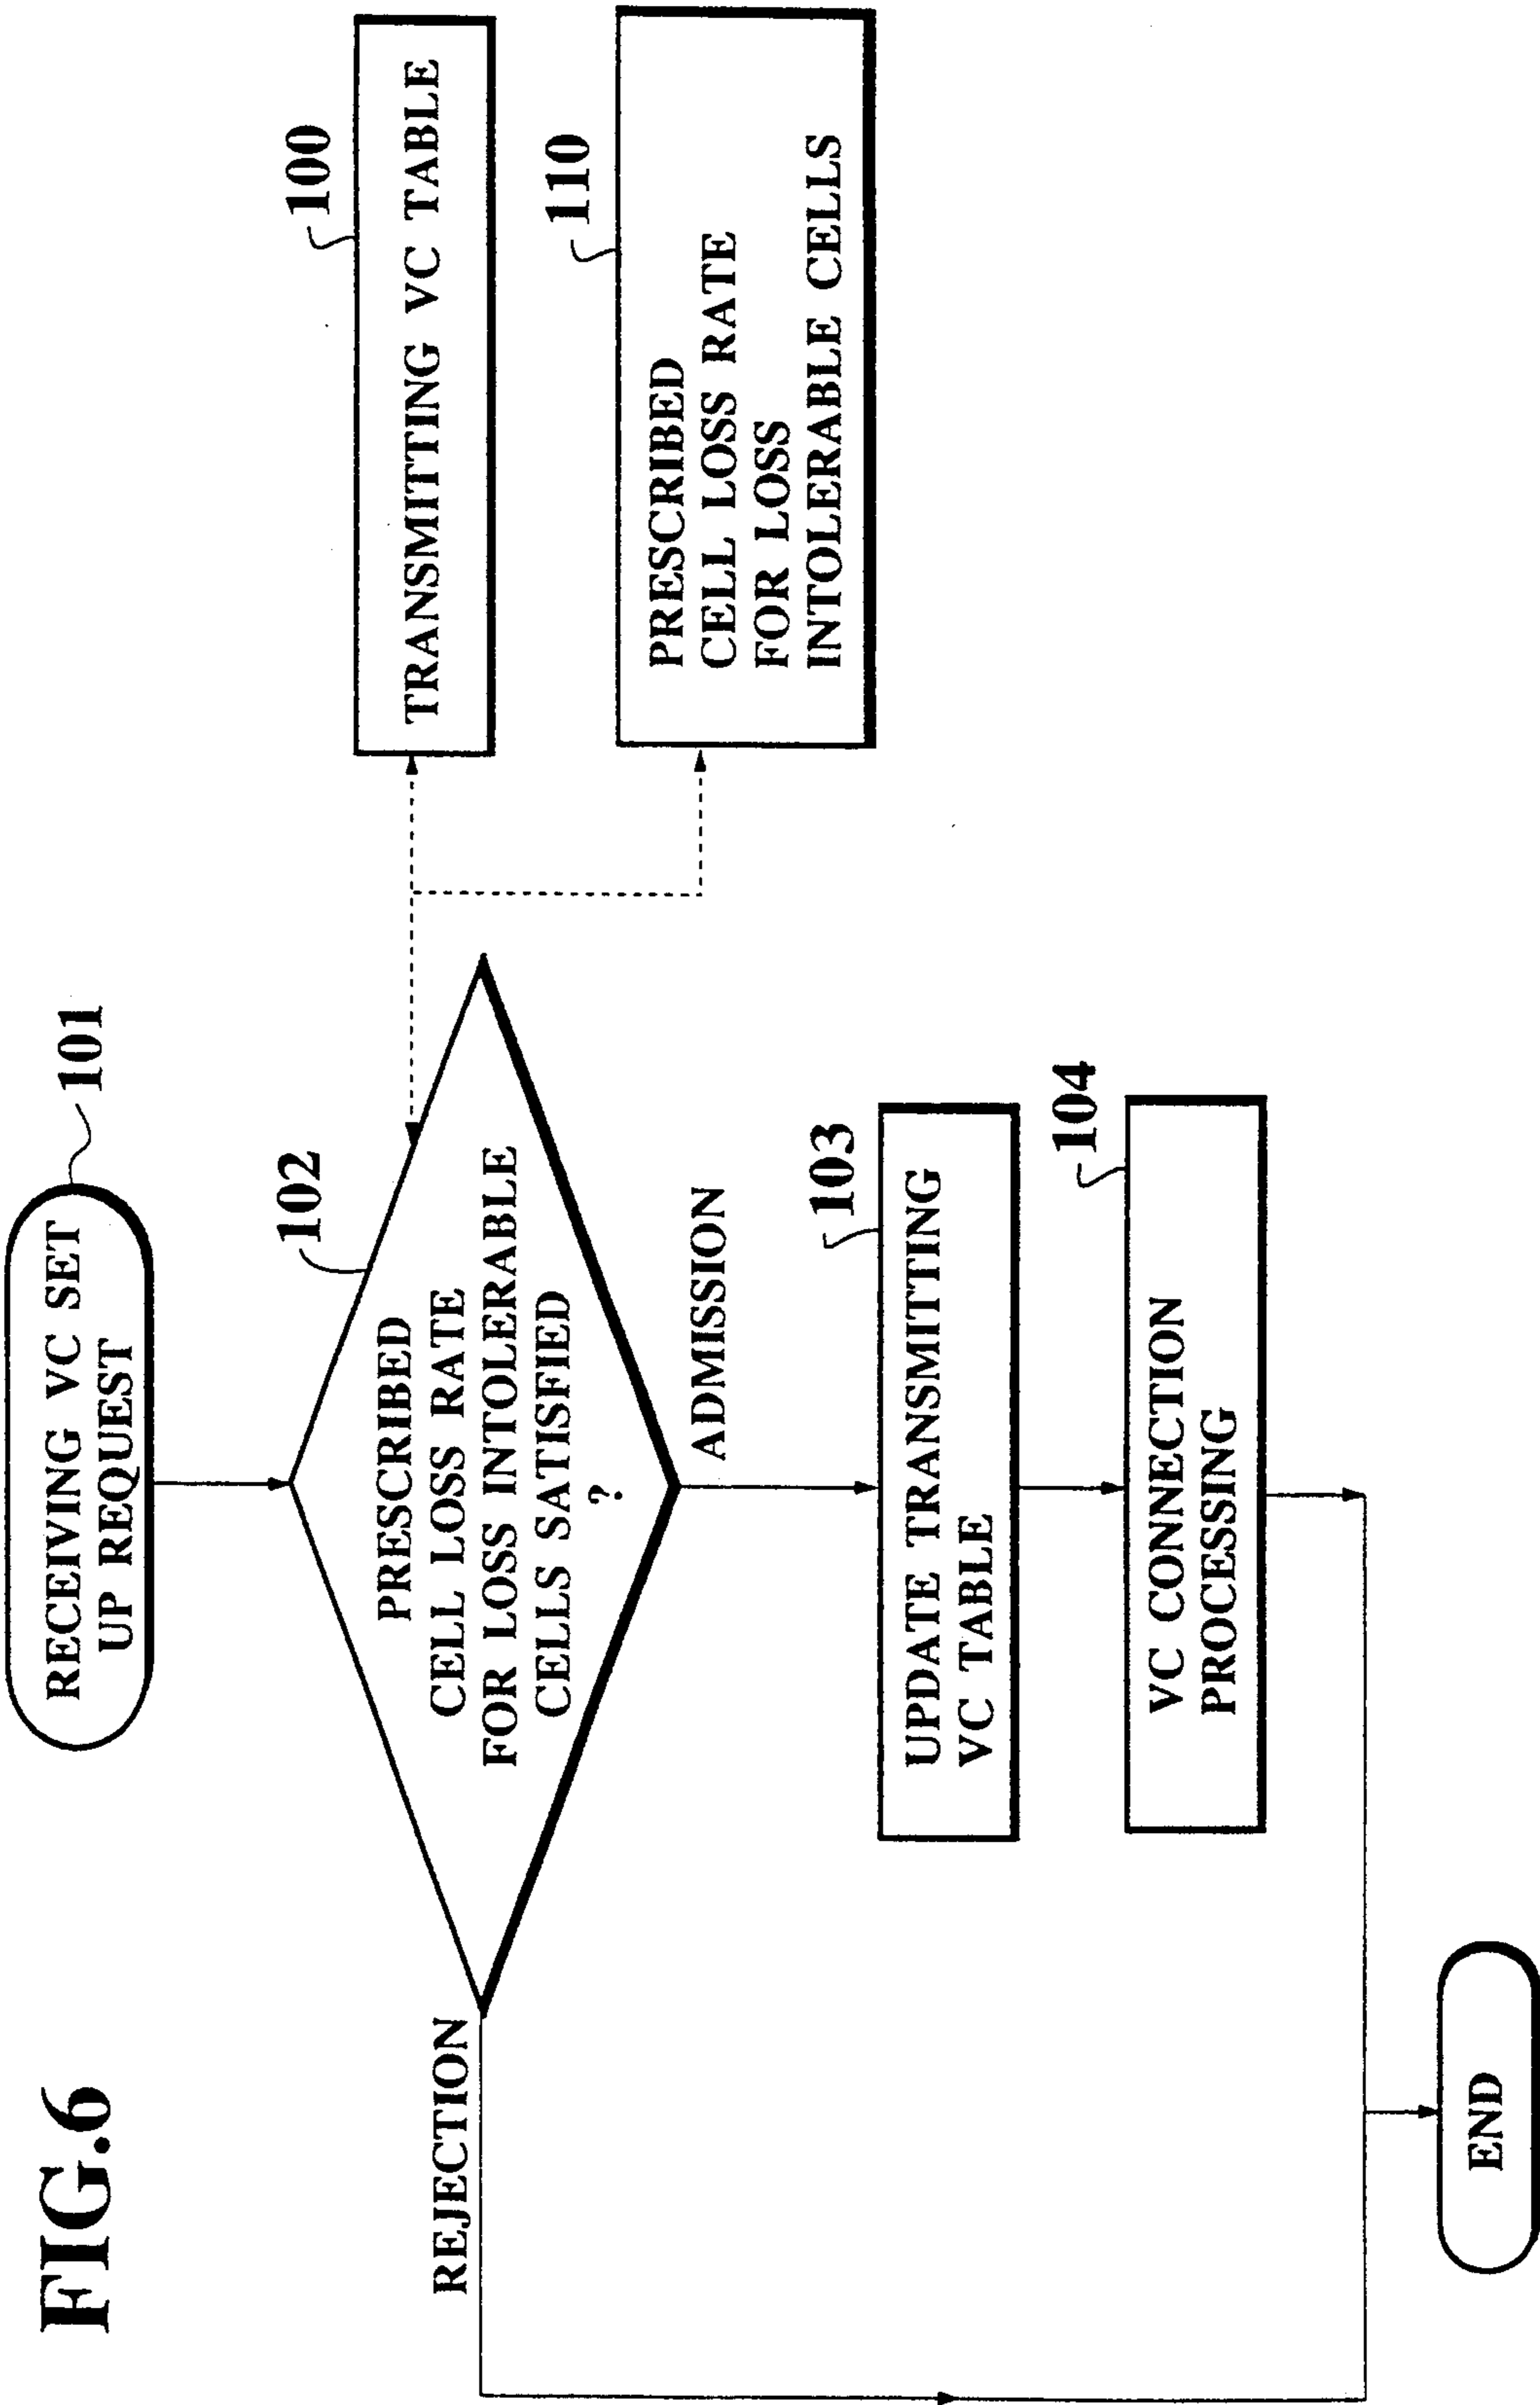 FIG.6
RECEIVING VC SET
UP REQUEST
101
102
PRESCRIBED
CELL LOSS RATE
FOR LOSS INTOLERABLE
CELLS SATISFIED
?
REJECTION
ADMISSION
100
TRANSMITTING VC TABLE
110
PRESCRIBED
CELL LOSS RATE
FOR LOSS
INTOLERABLE CELLS
103
UPDATE TRANSMITTING
VC TABLE
104
VC CONNECTION
PROCESSING
END